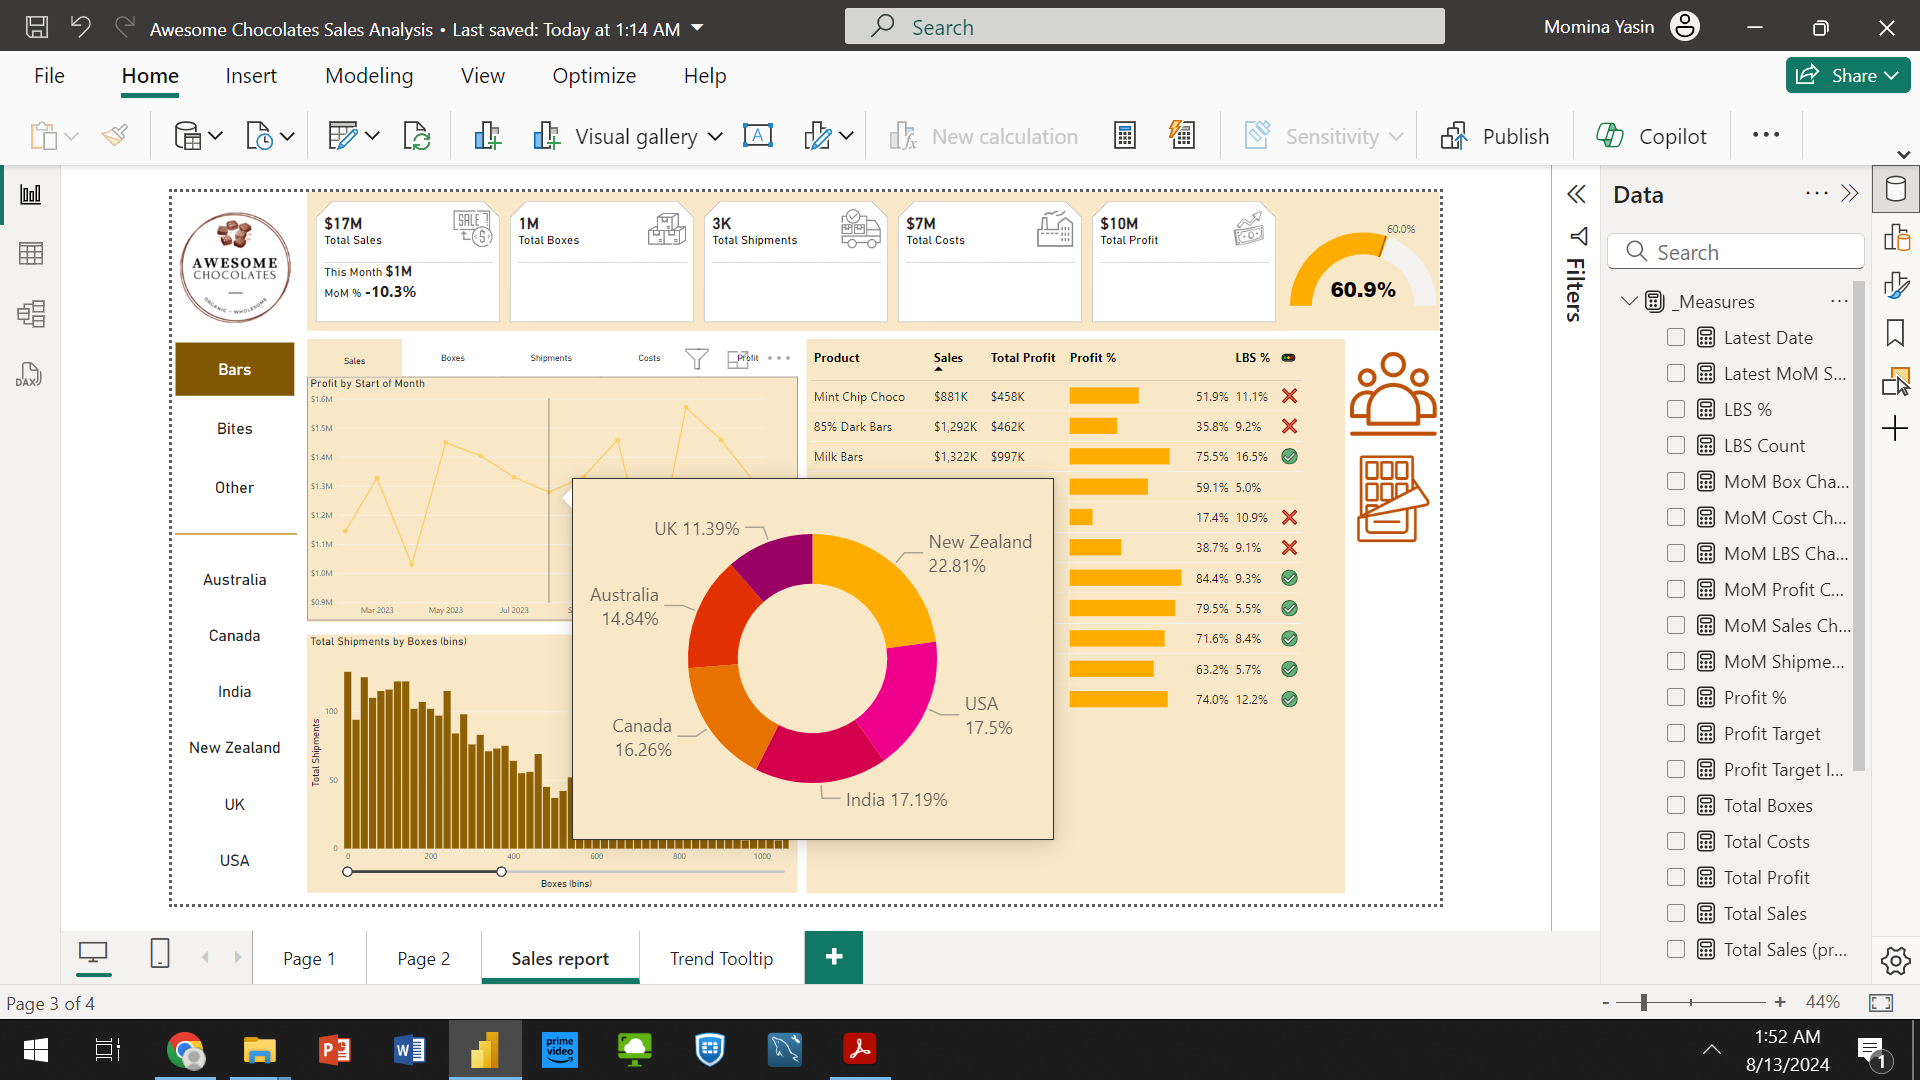 Awesome Chocolates Sales Analysis • Last saved: Today at 1:14 AM
Search
Momina Yasin
File
Home
Insert
Modeling
View
Optimize
Help
Share
Visual gallery
New calculation
Sensitivity
Publish
Copilot
DAX
AWESOME
CHOCOLATES
ORGANIC - WHOLESOME
$17M
Total Sales
SALE
This Month $1M
MoM % -10.3%
1M
Total Boxes
3K
Total Shipments
$7M
Total Costs
$10M
Total Profit
60.0%
60.9%
Bars
Bites
Other
Australia
Canada
India
New Zealand
UK
USA
Sales
Boxes
Shipments
Costs
Profit
Profit by Start of Month
$1.6M
$1.5M
$1.4M
$1.3M
$1.2M
$1.1M
$1.0M
$0.9M
Mar 2023
May 2023
Jul 2023
S
Total Shipments by Boxes (bins)
Total Shipments
100
50
0
0
200
400
600
800
1000
Boxes (bins)
UK 11.39%
New Zealand
22.81%
Australia
14.84%
USA
17.5%
Canada
16.26%
India 17.19%
Product Sales Total Profit Profit % LBS %
Mint Chip Choco $881K $458K 51.9% 11.1%
85% Dark Bars $1,292K $462K 35.8% 9.2%
Milk Bars $1,322K $997K 75.5% 16.5%
59.1% 5.0%
17.4% 10.9%
38.7% 9.1%
84.4% 9.3%
79.5% 5.5%
71.6% 8.4%
63.2% 5.7%
74.0% 12.2%
Filters
Data
Search
_Measures
Latest Date
Latest MoM S...
LBS %
LBS Count
MoM Box Cha...
MoM Cost Ch...
MoM LBS Cha...
MoM Profit C...
MoM Sales Ch...
MoM Shipme...
Profit %
Profit Target
Profit Target I...
Total Boxes
Total Costs
Total Profit
Total Sales
Total Sales (pr...
Page 1
Page 2
Sales report
Trend Tooltip
Page 3 of 4
44%
prime
video
1:52 AM
8/13/2024
1